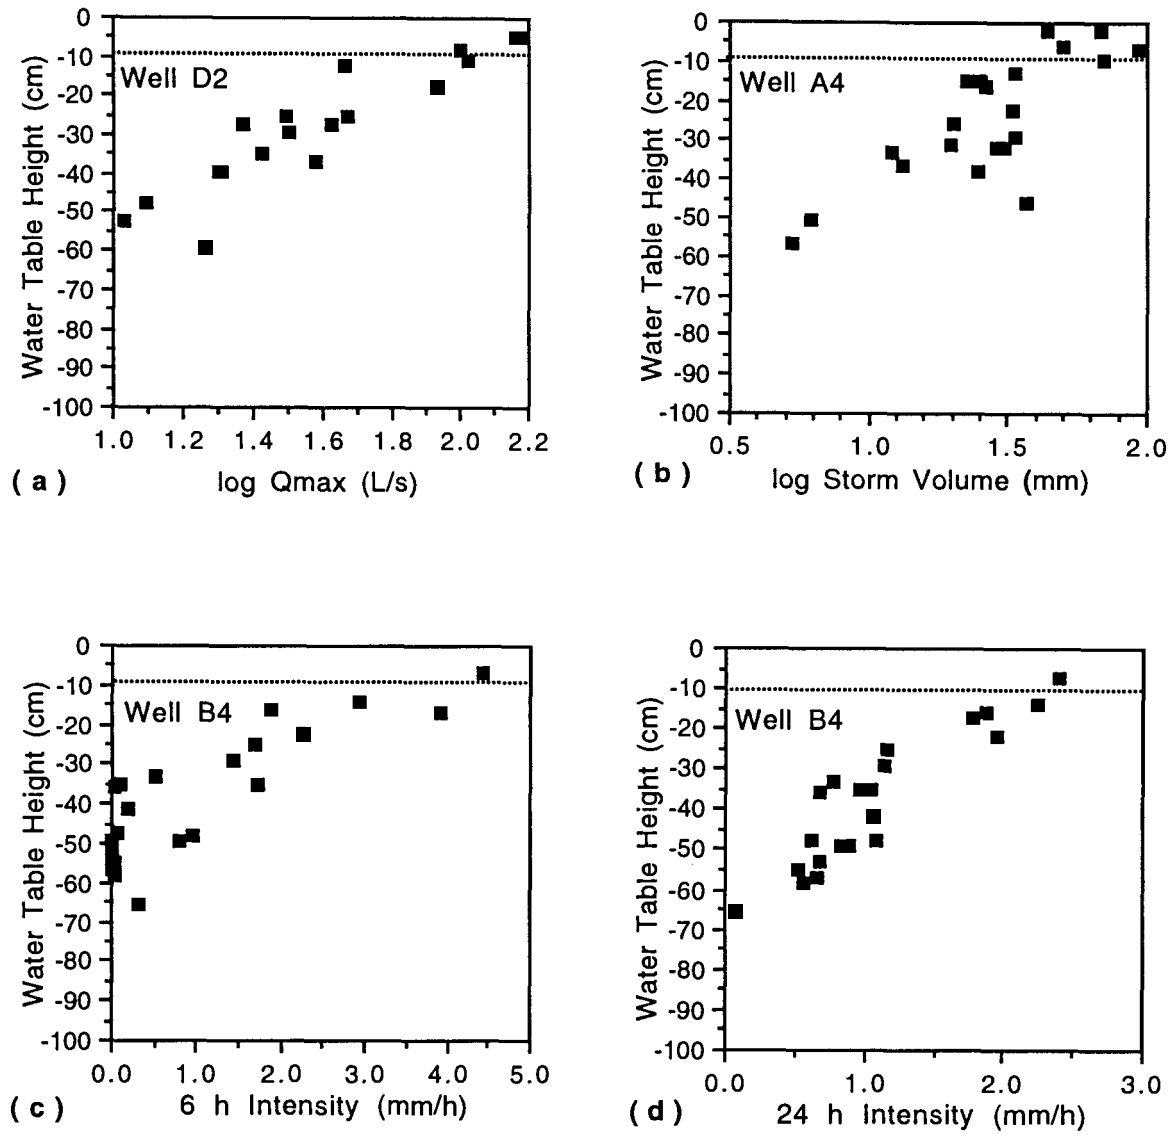 0
-10
-20
-30
-40
-50
-60
-70
-80
-90
-100
Water Table Height (cm)
Well D2
1.0 1.2 1.4 1.6 1.8 2.0 2.2
(a) log Qmax (L/s)
0
-10
-20
-30
-40
-50
-60
-70
-80
-90
-100
Water Table Height (cm)
Well A4
0.5 1.0 1.5 2.0
(b) log Storm Volume (mm)
0
-10
-20
-30
-40
-50
-60
-70
-80
-90
-100
Water Table Height (cm)
Well B4
0.0 1.0 2.0 3.0 4.0 5.0
(c) 6 h Intensity (mm/h)
0
-10
-20
-30
-40
-50
-60
-70
-80
-90
-100
Water Table Height (cm)
Well B4
0.0 1.0 2.0 3.0
(d) 24 h Intensity (mm/h)